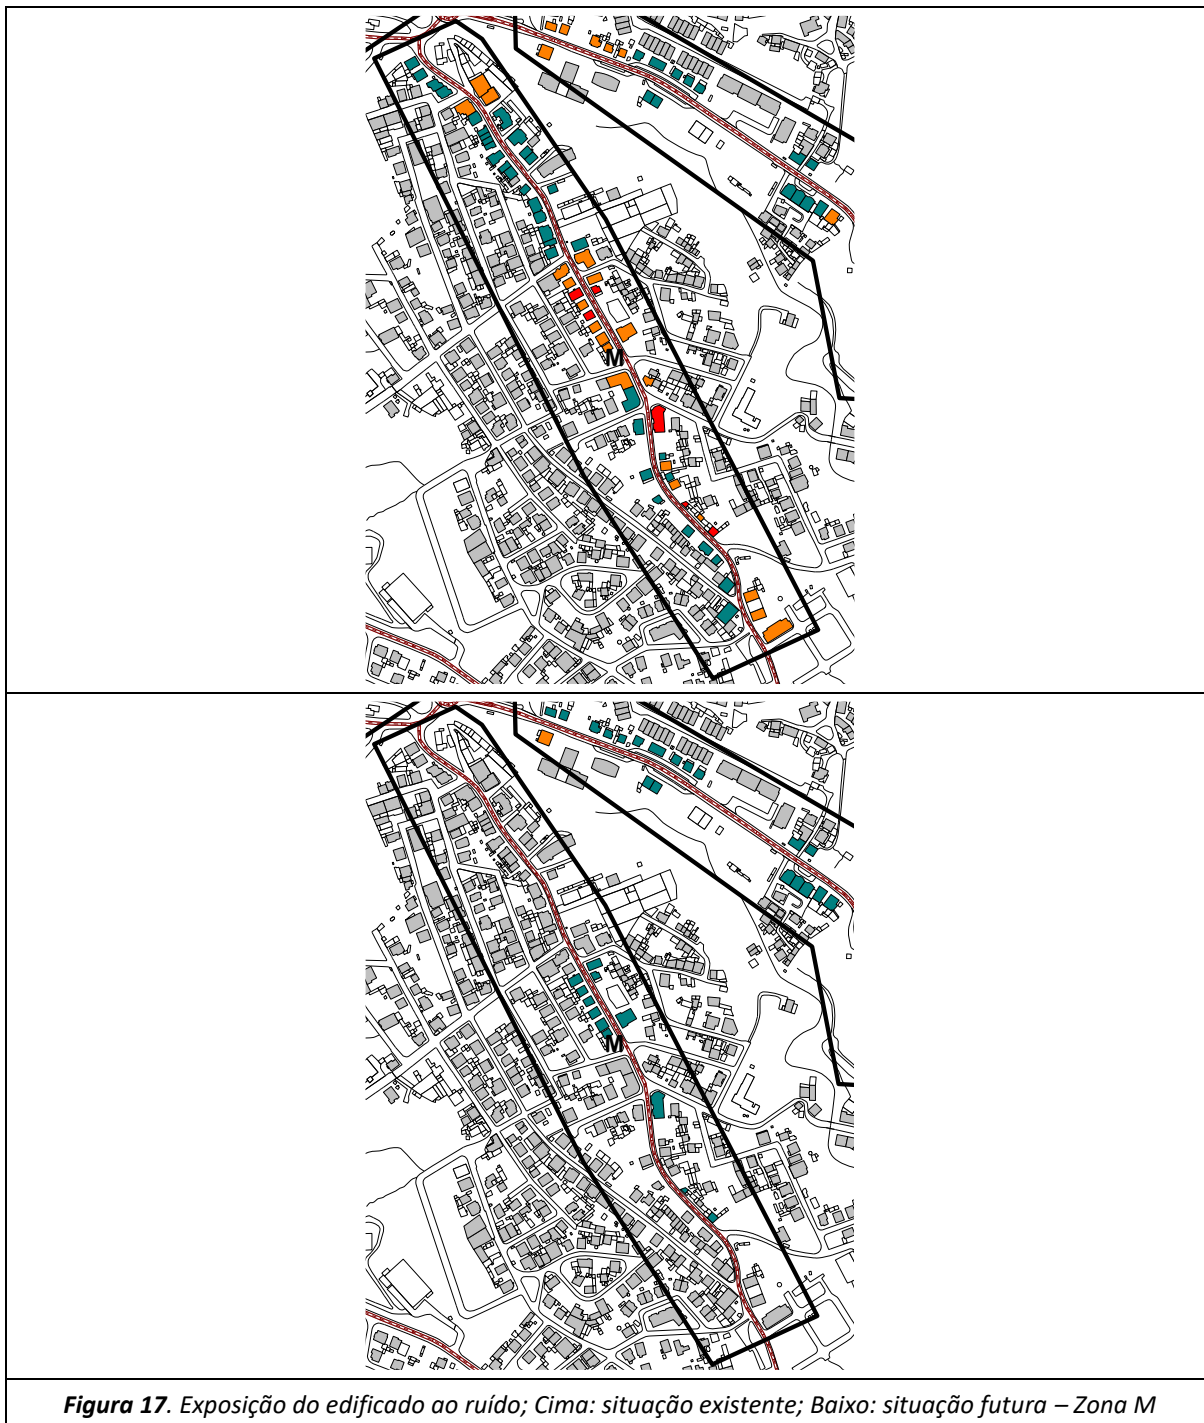 M
M
Figura 17. Exposição do edificado ao ruído; Cima: situação existente; Baixo: situação futura – Zona M